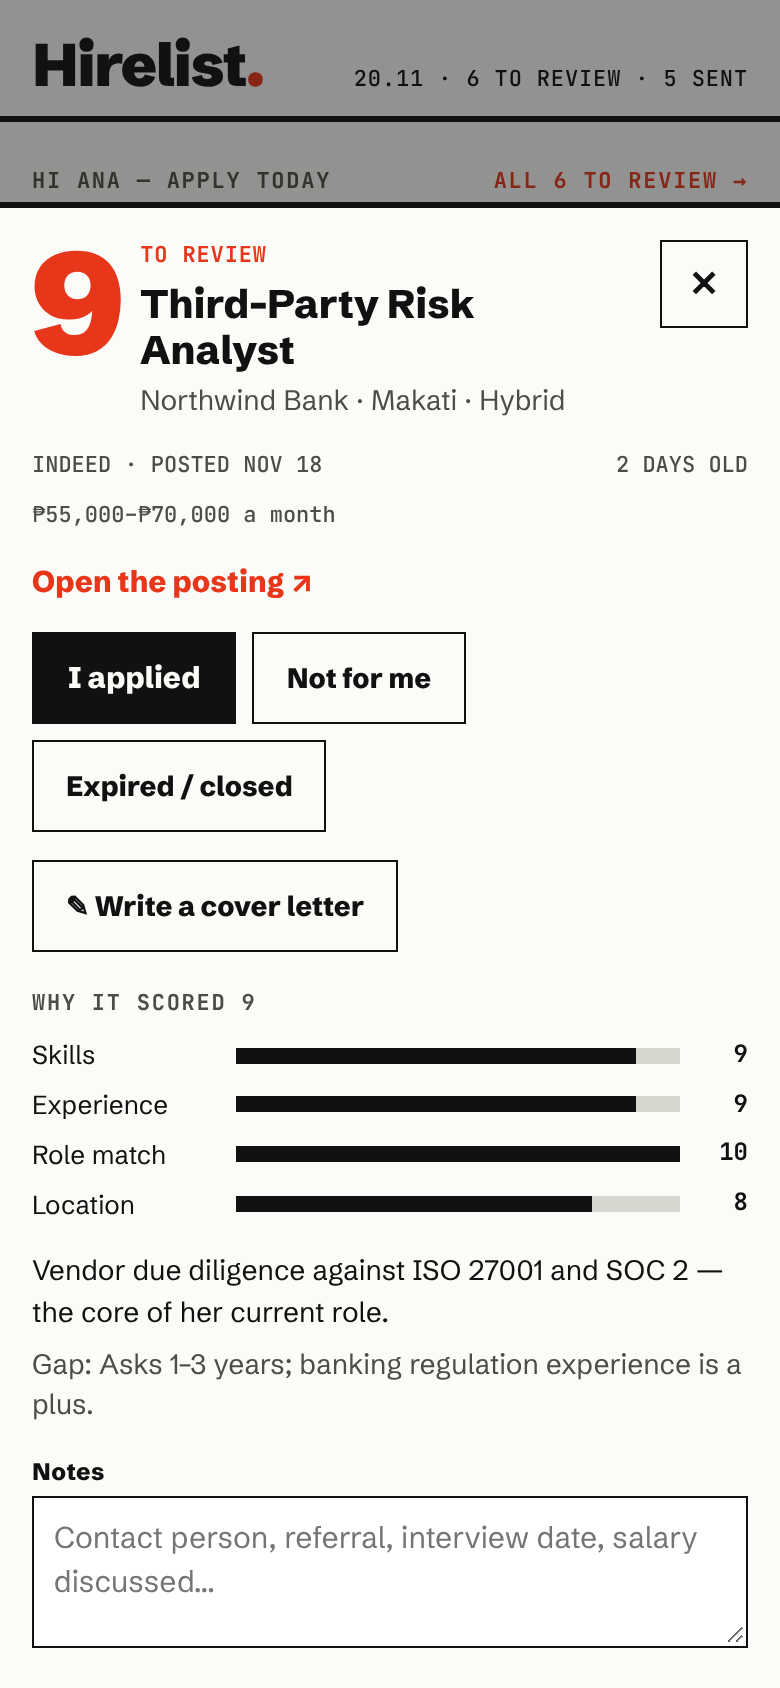 Hirelist.
20.11 · 6 TO REVIEW · 5 SENT
HI ANA — APPLY TODAY
ALL 6 TO REVIEW →
9
TO REVIEW
✕
Third-Party Risk
Analyst
Northwind Bank · Makati · Hybrid
INDEED · POSTED NOV 18
2 DAYS OLD
₱55,000–₱70,000 a month
Open the posting ↗
I applied
Not for me
Expired / closed
✎ Write a cover letter
WHY IT SCORED 9
Skills 9
Experience 9
Role match 10
Location 8
Vendor due diligence against ISO 27001 and SOC 2 —
the core of her current role.
Gap: Asks 1–3 years; banking regulation experience is a
plus.
Notes
Contact person, referral, interview date, salary
discussed…